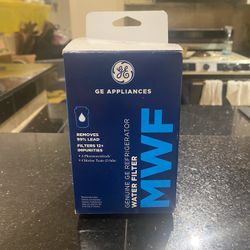 GE
GE APPLIANCES
REMOVES
99% LEAD
FILTERS 12+
IMPURITIES
GENUINE GE REFRIGERATOR
WATER FILTER
MWF